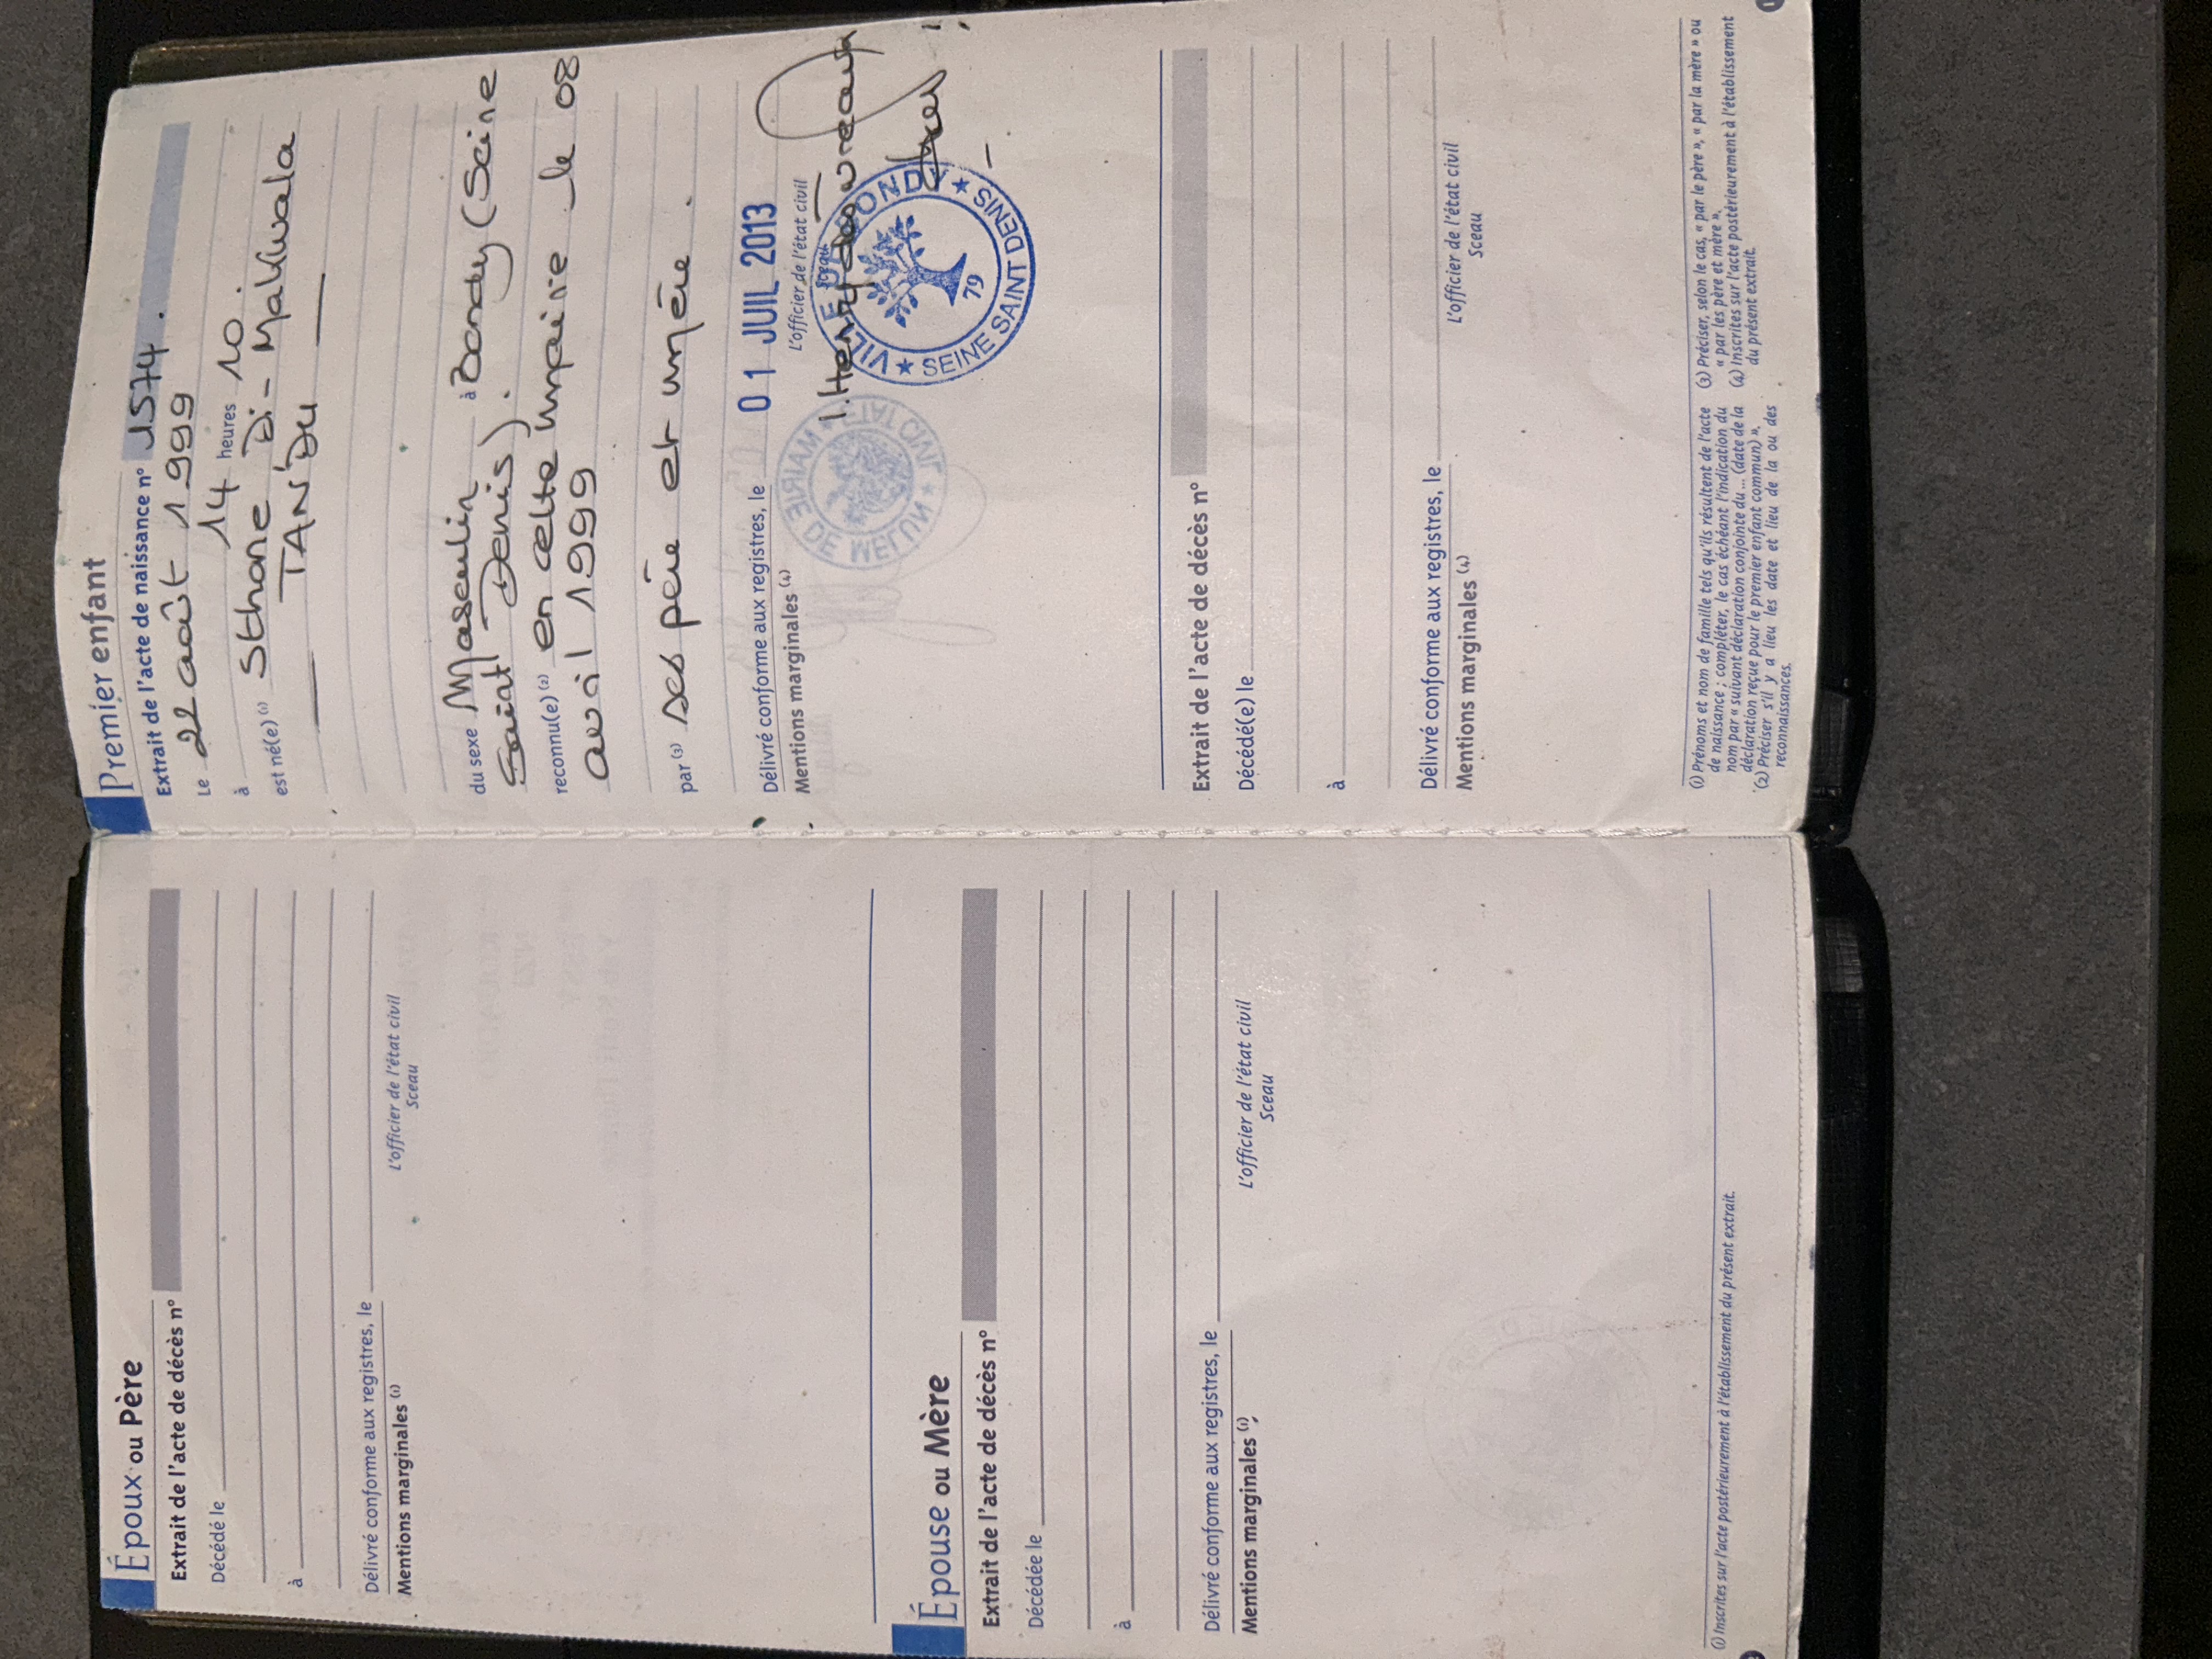 Époux ou Père
Extrait de l'acte de décès n°
Décédé le
à
Délivré conforme aux registres, le
Mentions marginales (1)
L'officier de l'état civil
Sceau
Épouse ou Mère
Extrait de l'acte de décès n°
Décédée le
à
Délivré conforme aux registres, le
Mentions marginales (1)
L'officier de l'état civil
Sceau
(1) Inscrites sur l'acte postérieurement à l'établissement du présent extrait.
Premier enfant
Extrait de l'acte de naissance n° 1574.
Le 22 août 1999
à 14 heures 10.
est né(e) (1) Sthane Di-Makwala
TANDU
du sexe Masculin à Bondy (Seine
Saint Denis).
reconnu(e) (2) en cette mairie le 08
avril 1999
par (3) ses père et mère.
Délivré conforme aux registres, le 01 JUIL 2013
Mentions marginales (4)
L'officier de l'état civil
Sceau
VILLE DE BONDY ★ SEINE SAINT DENIS ★
79
MAIRIE DE MELUN ★ ETAT CIVIL ★
Extrait de l'acte de décès n°
Décédé(e) le
à
Délivré conforme aux registres, le
Mentions marginales (4)
L'officier de l'état civil
Sceau
(1) Prénoms et nom de famille tels qu'ils résultent de l'acte
de naissance ; compléter, le cas échéant l'indication du
nom par « suivant déclaration conjointe du ... (date de la
déclaration reçue pour le premier enfant commun) ».
(2) Préciser s'il y a lieu les date et lieu de la ou des
reconnaissances.
(3) Préciser, selon le cas, « par le père », « par la mère » ou
« par les père et mère ».
(4) Inscrites sur l'acte postérieurement à l'établissement
du présent extrait.